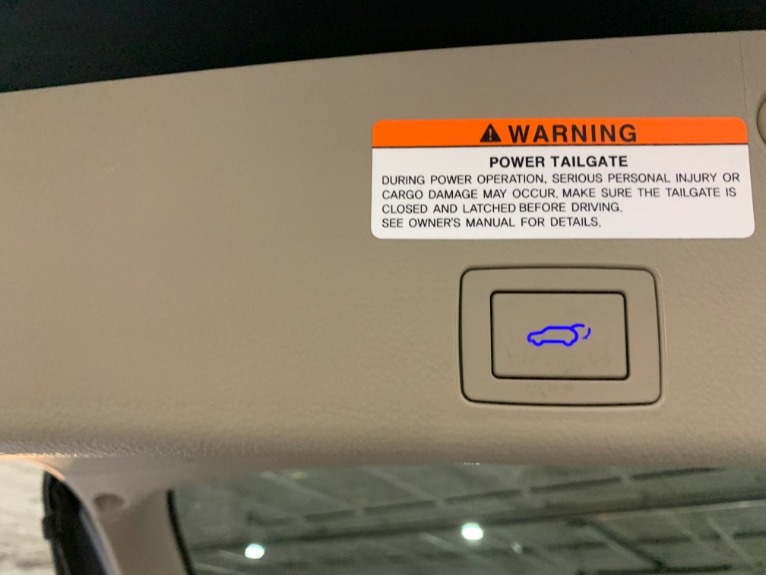 WARNING
POWER TAILGATE
DURING POWER OPERATION, SERIOUS PERSONAL INJURY OR
CARGO DAMAGE MAY OCCUR. MAKE SURE THE TAILGATE IS
CLOSED AND LATCHED BEFORE DRIVING.
SEE OWNER'S MANUAL FOR DETAILS.